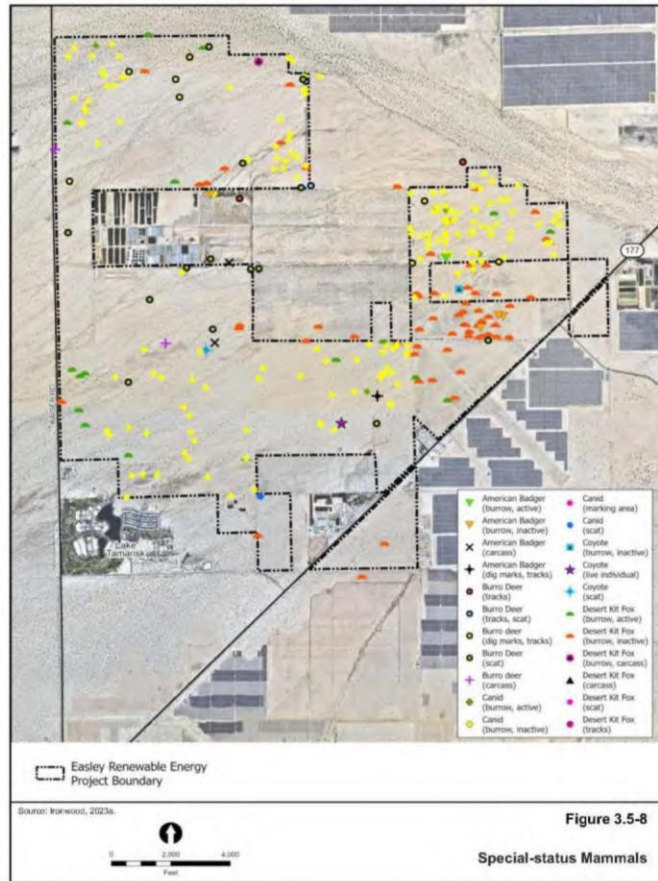 177
KAISER RD
Lake
Tamarisk
American Badger
(burrow, active)
American Badger
(burrow, inactive)
American Badger
(carcass)
American Badger
(dig marks, tracks)
Burro Deer
(tracks)
Burro Deer
(tracks, scat)
Burro deer
(dig marks, tracks)
Burro Deer
(scat)
Burro deer
(carcass)
Canid
(burrow, active)
Canid
(burrow, inactive)
Canid
(marking area)
Canid
(scat)
Coyote
(burrow, inactive)
Coyote
(live individual)
Coyote
(scat)
Desert Kit Fox
(burrow, active)
Desert Kit Fox
(burrow, inactive)
Desert Kit Fox
(burrow, carcass)
Desert Kit Fox
(carcass)
Desert Kit Fox
(scat)
Desert Kit Fox
(tracks)
Easley Renewable Energy
Project Boundary
Source: Ironwood, 2023a.
0 2,000 4,000
Feet
Figure 3.5-8
Special-status Mammals